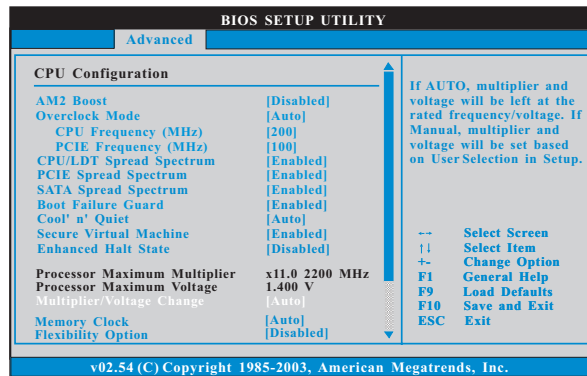 BIOS SETUP UTILITY
Advanced
CPU Configuration
AM2 Boost [Disabled]
Overclock Mode [Auto]
CPU Frequency (MHz) [200]
PCIE Frequency (MHz) [100]
CPU/LDT Spread Spectrum [Enabled]
PCIE Spread Spectrum [Enabled]
SATA Spread Spectrum [Enabled]
Boot Failure Guard [Enabled]
Cool' n' Quiet [Auto]
Secure Virtual Machine [Enabled]
Enhanced Halt State [Disabled]
Processor Maximum Multiplier x11.0 2200 MHz
Processor Maximum Voltage 1.400 V
Multiplier/Voltage Change [Auto]
Memory Clock [Auto]
Flexibility Option [Disabled]
If AUTO, multiplier and
voltage will be left at the
rated frequency/voltage. If
Manual, multiplier and
voltage will be set based
on User Selection in Setup.
←→ Select Screen
↑↓ Select Item
+- Change Option
F1 General Help
F9 Load Defaults
F10 Save and Exit
ESC Exit
v02.54 (C) Copyright 1985-2003, American Megatrends, Inc.